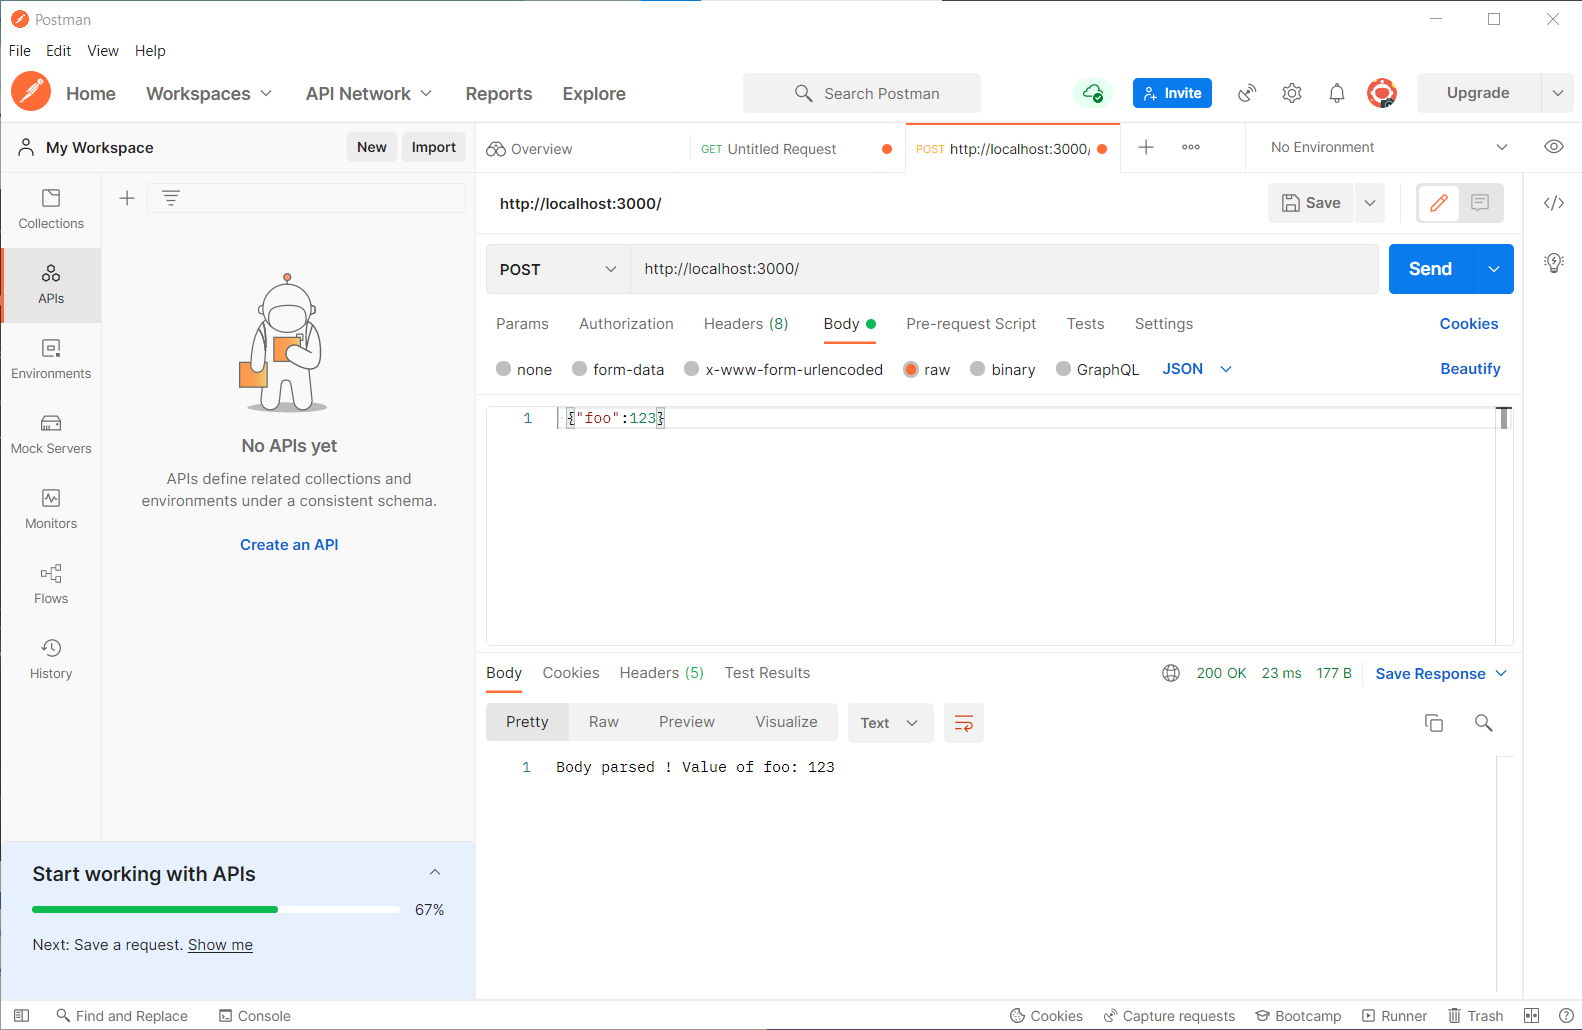 Postman
File Edit View Help
Home Workspaces API Network Reports Explore Search Postman Invite Upgrade
My Workspace New Import
Overview GET Untitled Request POST http://localhost:3000/ No Environment
Collections
APIs
Environments
Mock Servers
Monitors
Flows
History
No APIs yet
APIs define related collections and
environments under a consistent schema.
Create an API
Start working with APIs
67%
Next: Save a request. Show me
http://localhost:3000/ Save
POST http://localhost:3000/ Send
Params Authorization Headers (8) Body Pre-request Script Tests Settings Cookies
none form-data x-www-form-urlencoded raw binary GraphQL JSON Beautify
1 {"foo":123}
Body Cookies Headers (5) Test Results 200 OK 23 ms 177 B Save Response
Pretty Raw Preview Visualize Text
1 Body parsed ! Value of foo: 123
Find and Replace Console Cookies Capture requests Bootcamp Runner Trash